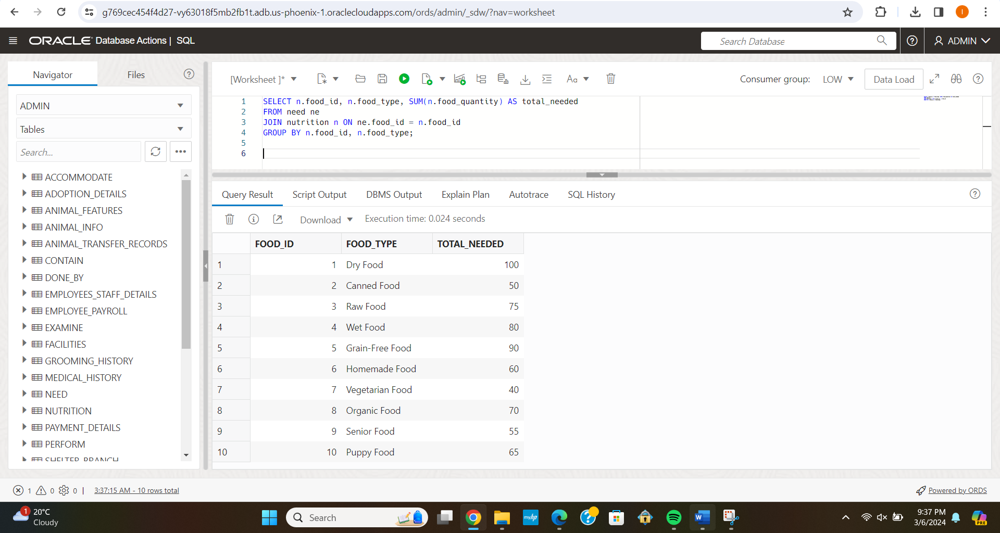 g769cec454f4d27-vy63018f5mb2fb1t.adb.us-phoenix-1.oraclecloudapps.com/ords/admin/_sdw/?nav=worksheet
I
ORACLE Database Actions | SQL
Search Database
ADMIN
Navigator
Files
[Worksheet ]*
Aa
Consumer group: LOW
Data Load
ADMIN
Tables
Search...
ACCOMMODATE
ADOPTION_DETAILS
ANIMAL_FEATURES
ANIMAL_INFO
ANIMAL_TRANSFER_RECORDS
CONTAIN
DONE_BY
EMPLOYEES_STAFF_DETAILS
EMPLOYEE_PAYROLL
EXAMINE
FACILITIES
GROOMING_HISTORY
MEDICAL_HISTORY
NEED
NUTRITION
PAYMENT_DETAILS
PERFORM
SHELTER_BRANCH
1 SELECT n.food_id, n.food_type, SUM(n.food_quantity) AS total_needed
2 FROM need ne
3 JOIN nutrition n ON ne.food_id = n.food_id
4 GROUP BY n.food_id, n.food_type;
5
6
Query Result Script Output DBMS Output Explain Plan Autotrace SQL History
Download Execution time: 0.024 seconds
FOOD_ID FOOD_TYPE TOTAL_NEEDED
1 1 Dry Food 100
2 2 Canned Food 50
3 3 Raw Food 75
4 4 Wet Food 80
5 5 Grain-Free Food 90
6 6 Homemade Food 60
7 7 Vegetarian Food 40
8 8 Organic Food 70
9 9 Senior Food 55
10 10 Puppy Food 65
1 0 0 | 3:37:15 AM - 10 rows total
Powered by ORDS
1
20°C
Cloudy
Search
myhp
W
9:37 PM
3/6/2024
PRE